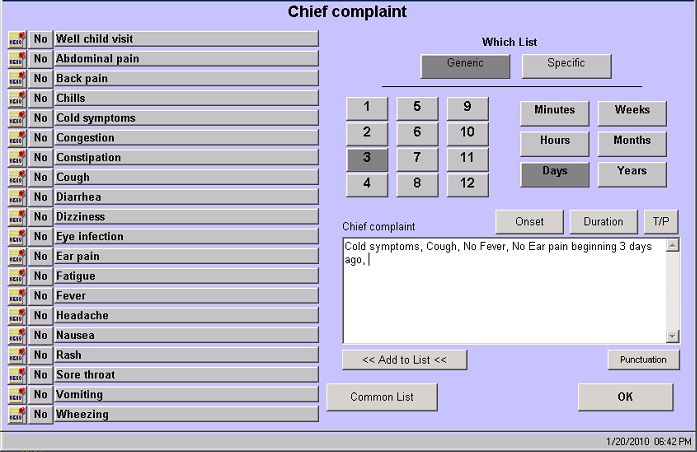 Chief complaint
No Well child visit
No Abdominal pain
No Back pain
No Chills
No Cold symptoms
No Congestion
No Constipation
No Cough
No Diarrhea
No Dizziness
No Eye infection
No Ear pain
No Fatigue
No Fever
No Headache
No Nausea
No Rash
No Sore throat
No Vomiting
No Wheezing
Which List
Generic Specific
1 5 9
2 6 10
3 7 11
4 8 12
Minutes Weeks
Hours Months
Days Years
Chief complaint Onset Duration T/P
Cold symptoms, Cough, No Fever, No Ear pain beginning 3 days
ago,
<< Add to List << Punctuation
Common List OK
1/20/2010 06:42 PM